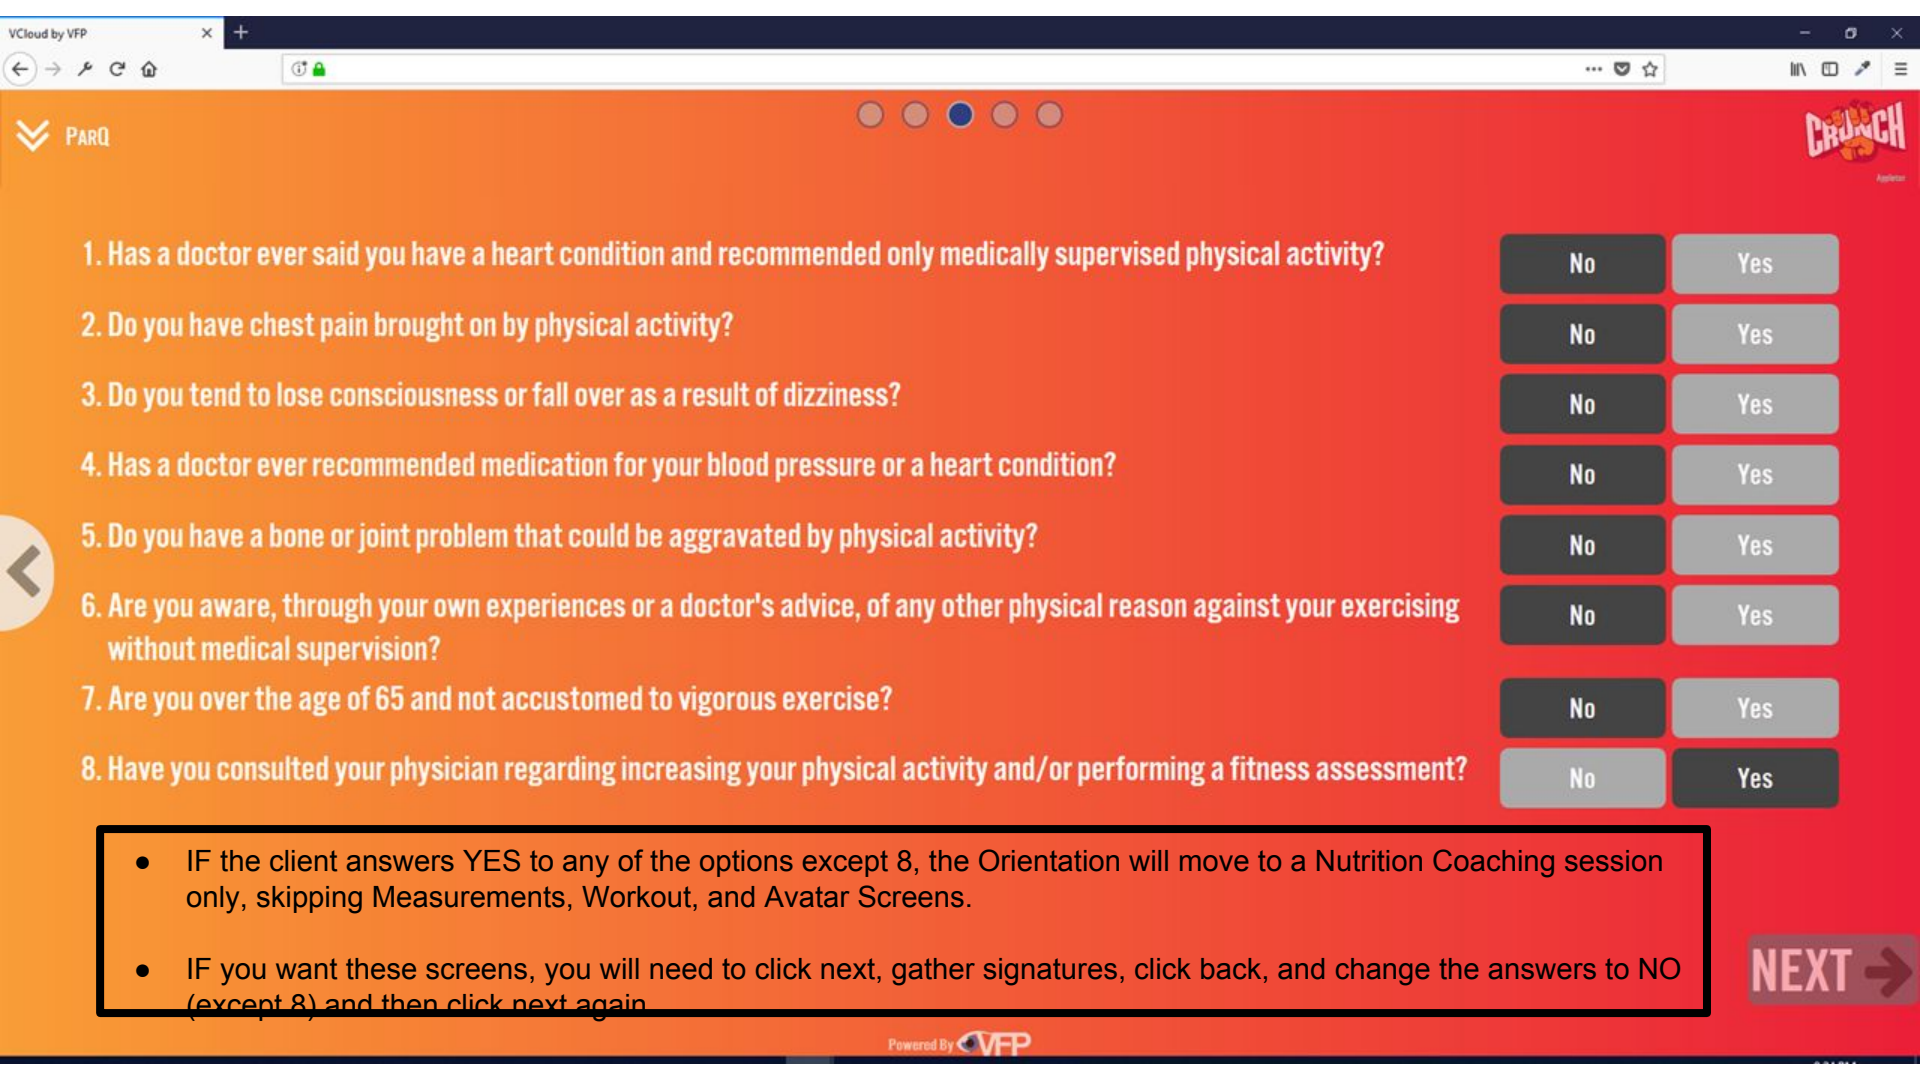 VCloud by VFP
PARQ
CRUNCH
Appleton
1. Has a doctor ever said you have a heart condition and recommended only medically supervised physical activity?
No
Yes
2. Do you have chest pain brought on by physical activity?
No
Yes
3. Do you tend to lose consciousness or fall over as a result of dizziness?
No
Yes
4. Has a doctor ever recommended medication for your blood pressure or a heart condition?
No
Yes
5. Do you have a bone or joint problem that could be aggravated by physical activity?
No
Yes
6. Are you aware, through your own experiences or a doctor's advice, of any other physical reason against your exercising
without medical supervision?
No
Yes
7. Are you over the age of 65 and not accustomed to vigorous exercise?
No
Yes
8. Have you consulted your physician regarding increasing your physical activity and/or performing a fitness assessment?
No
Yes
● IF the client answers YES to any of the options except 8, the Orientation will move to a Nutrition Coaching session
only, skipping Measurements, Workout, and Avatar Screens.
● IF you want these screens, you will need to click next, gather signatures, click back, and change the answers to NO
(except 8) and then click next again
NEXT
Powered By VFP